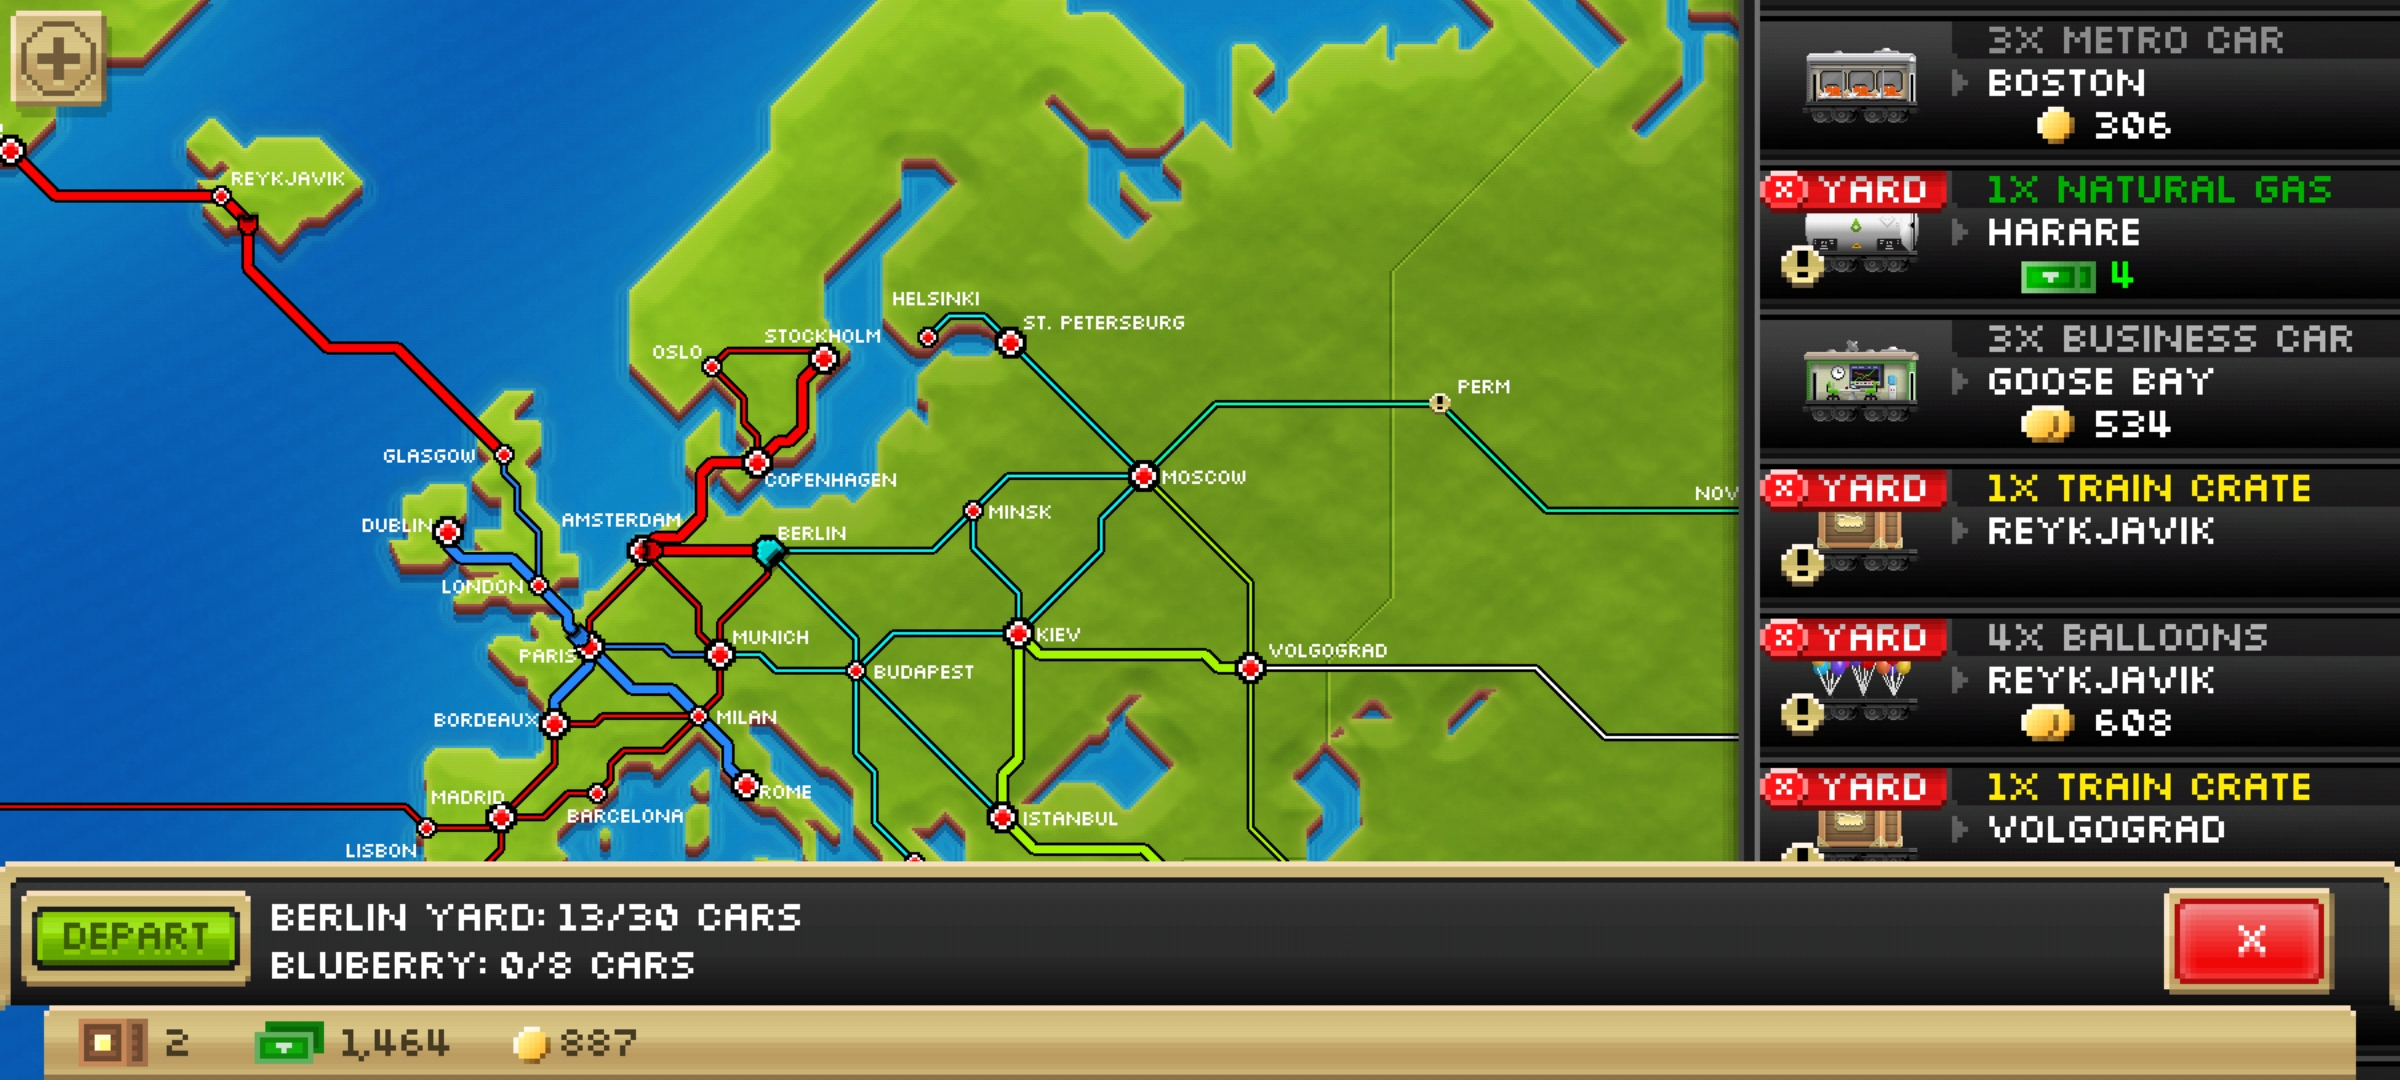 REYKJAVIK
HELSINKI
ST. PETERSBURG
STOCKHOLM
OSLO
PERM
GLASGOW
COPENHAGEN
MOSCOW
NOV
DUBLIN
AMSTERDAM
BERLIN
MINSK
LONDON
PARIS
MUNICH
KIEV
BUDAPEST
VOLGOGRAD
BORDEAUX
MILAN
MADRID
BARCELONA
ROME
ISTANBUL
LISBON
3X METRO CAR
BOSTON
306
YARD
1X NATURAL GAS
HARARE
4
3X BUSINESS CAR
GOOSE BAY
534
YARD
1X TRAIN CRATE
REYKJAVIK
YARD
4X BALLOONS
REYKJAVIK
608
YARD
1X TRAIN CRATE
VOLGOGRAD
DEPART
BERLIN YARD: 13/30 CARS
BLUBERRY: 0/8 CARS
X
2
1,464
887